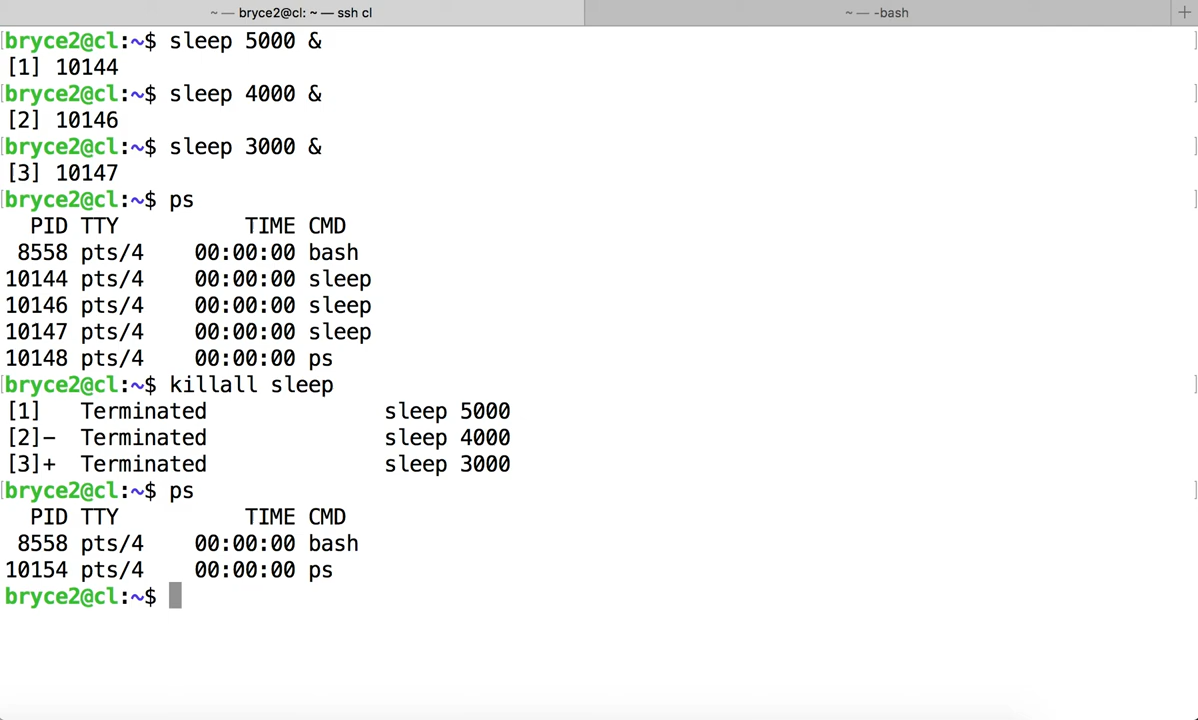 ~ — bryce2@cl: ~ — ssh cl
~ — -bash
+
[bryce2@cl:~$ sleep 5000 & ]
[1] 10144
[bryce2@cl:~$ sleep 4000 & ]
[2] 10146
[bryce2@cl:~$ sleep 3000 & ]
[3] 10147
[bryce2@cl:~$ ps ]
  PID TTY          TIME CMD
 8558 pts/4    00:00:00 bash
10144 pts/4    00:00:00 sleep
10146 pts/4    00:00:00 sleep
10147 pts/4    00:00:00 sleep
10148 pts/4    00:00:00 ps
[bryce2@cl:~$ killall sleep ]
[1]   Terminated              sleep 5000
[2]-  Terminated              sleep 4000
[3]+  Terminated              sleep 3000
[bryce2@cl:~$ ps ]
  PID TTY          TIME CMD
 8558 pts/4    00:00:00 bash
10154 pts/4    00:00:00 ps
bryce2@cl:~$